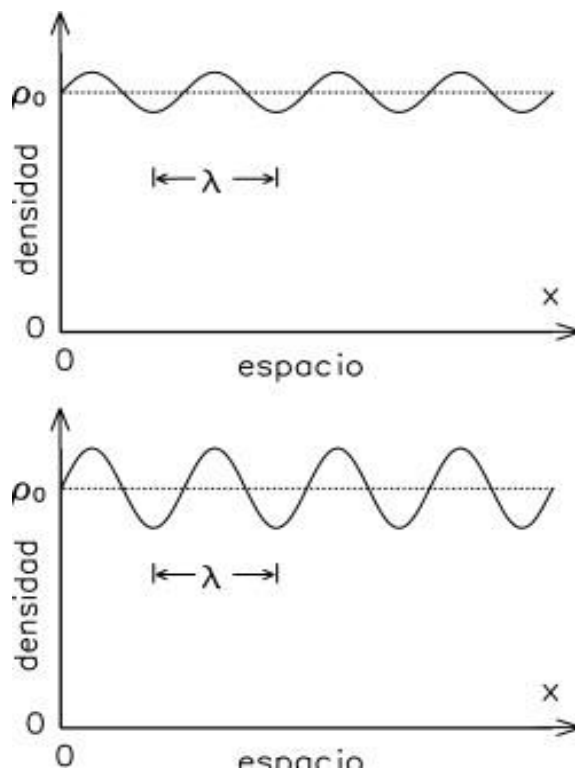 ρ₀
densidad
λ
x
0
0
espacio
ρ₀
densidad
λ
x
0
0
espacio